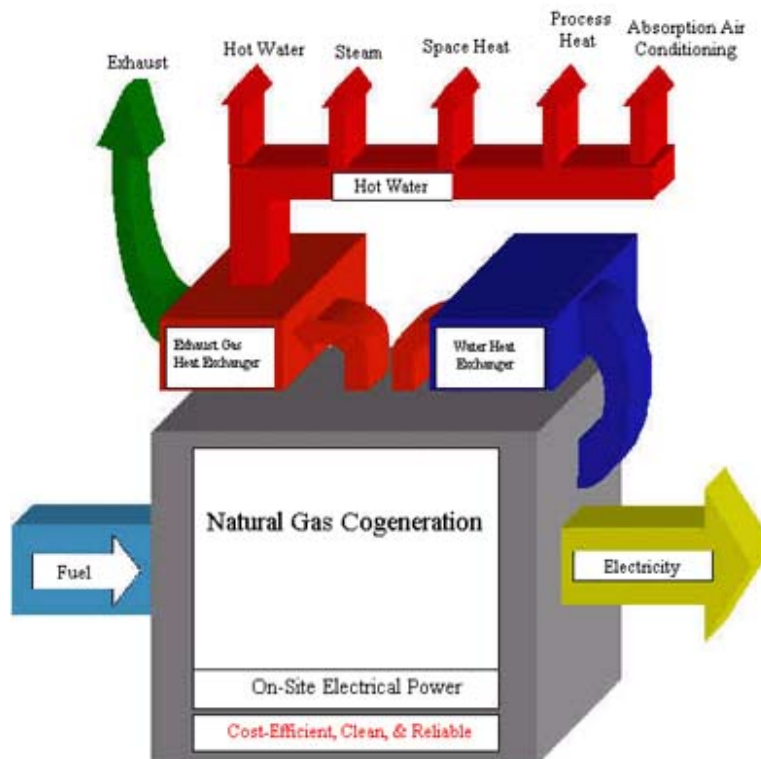 Exhaust
Hot Water
Steam
Space Heat
Process
Heat
Absorption Air
Conditioning
Hot Water
Exhaust Gas
Heat Exchanger
Water Heat
Exchanger
Natural Gas Cogeneration
Fuel
Electricity
On-Site Electrical Power
Cost-Efficient, Clean, & Reliable